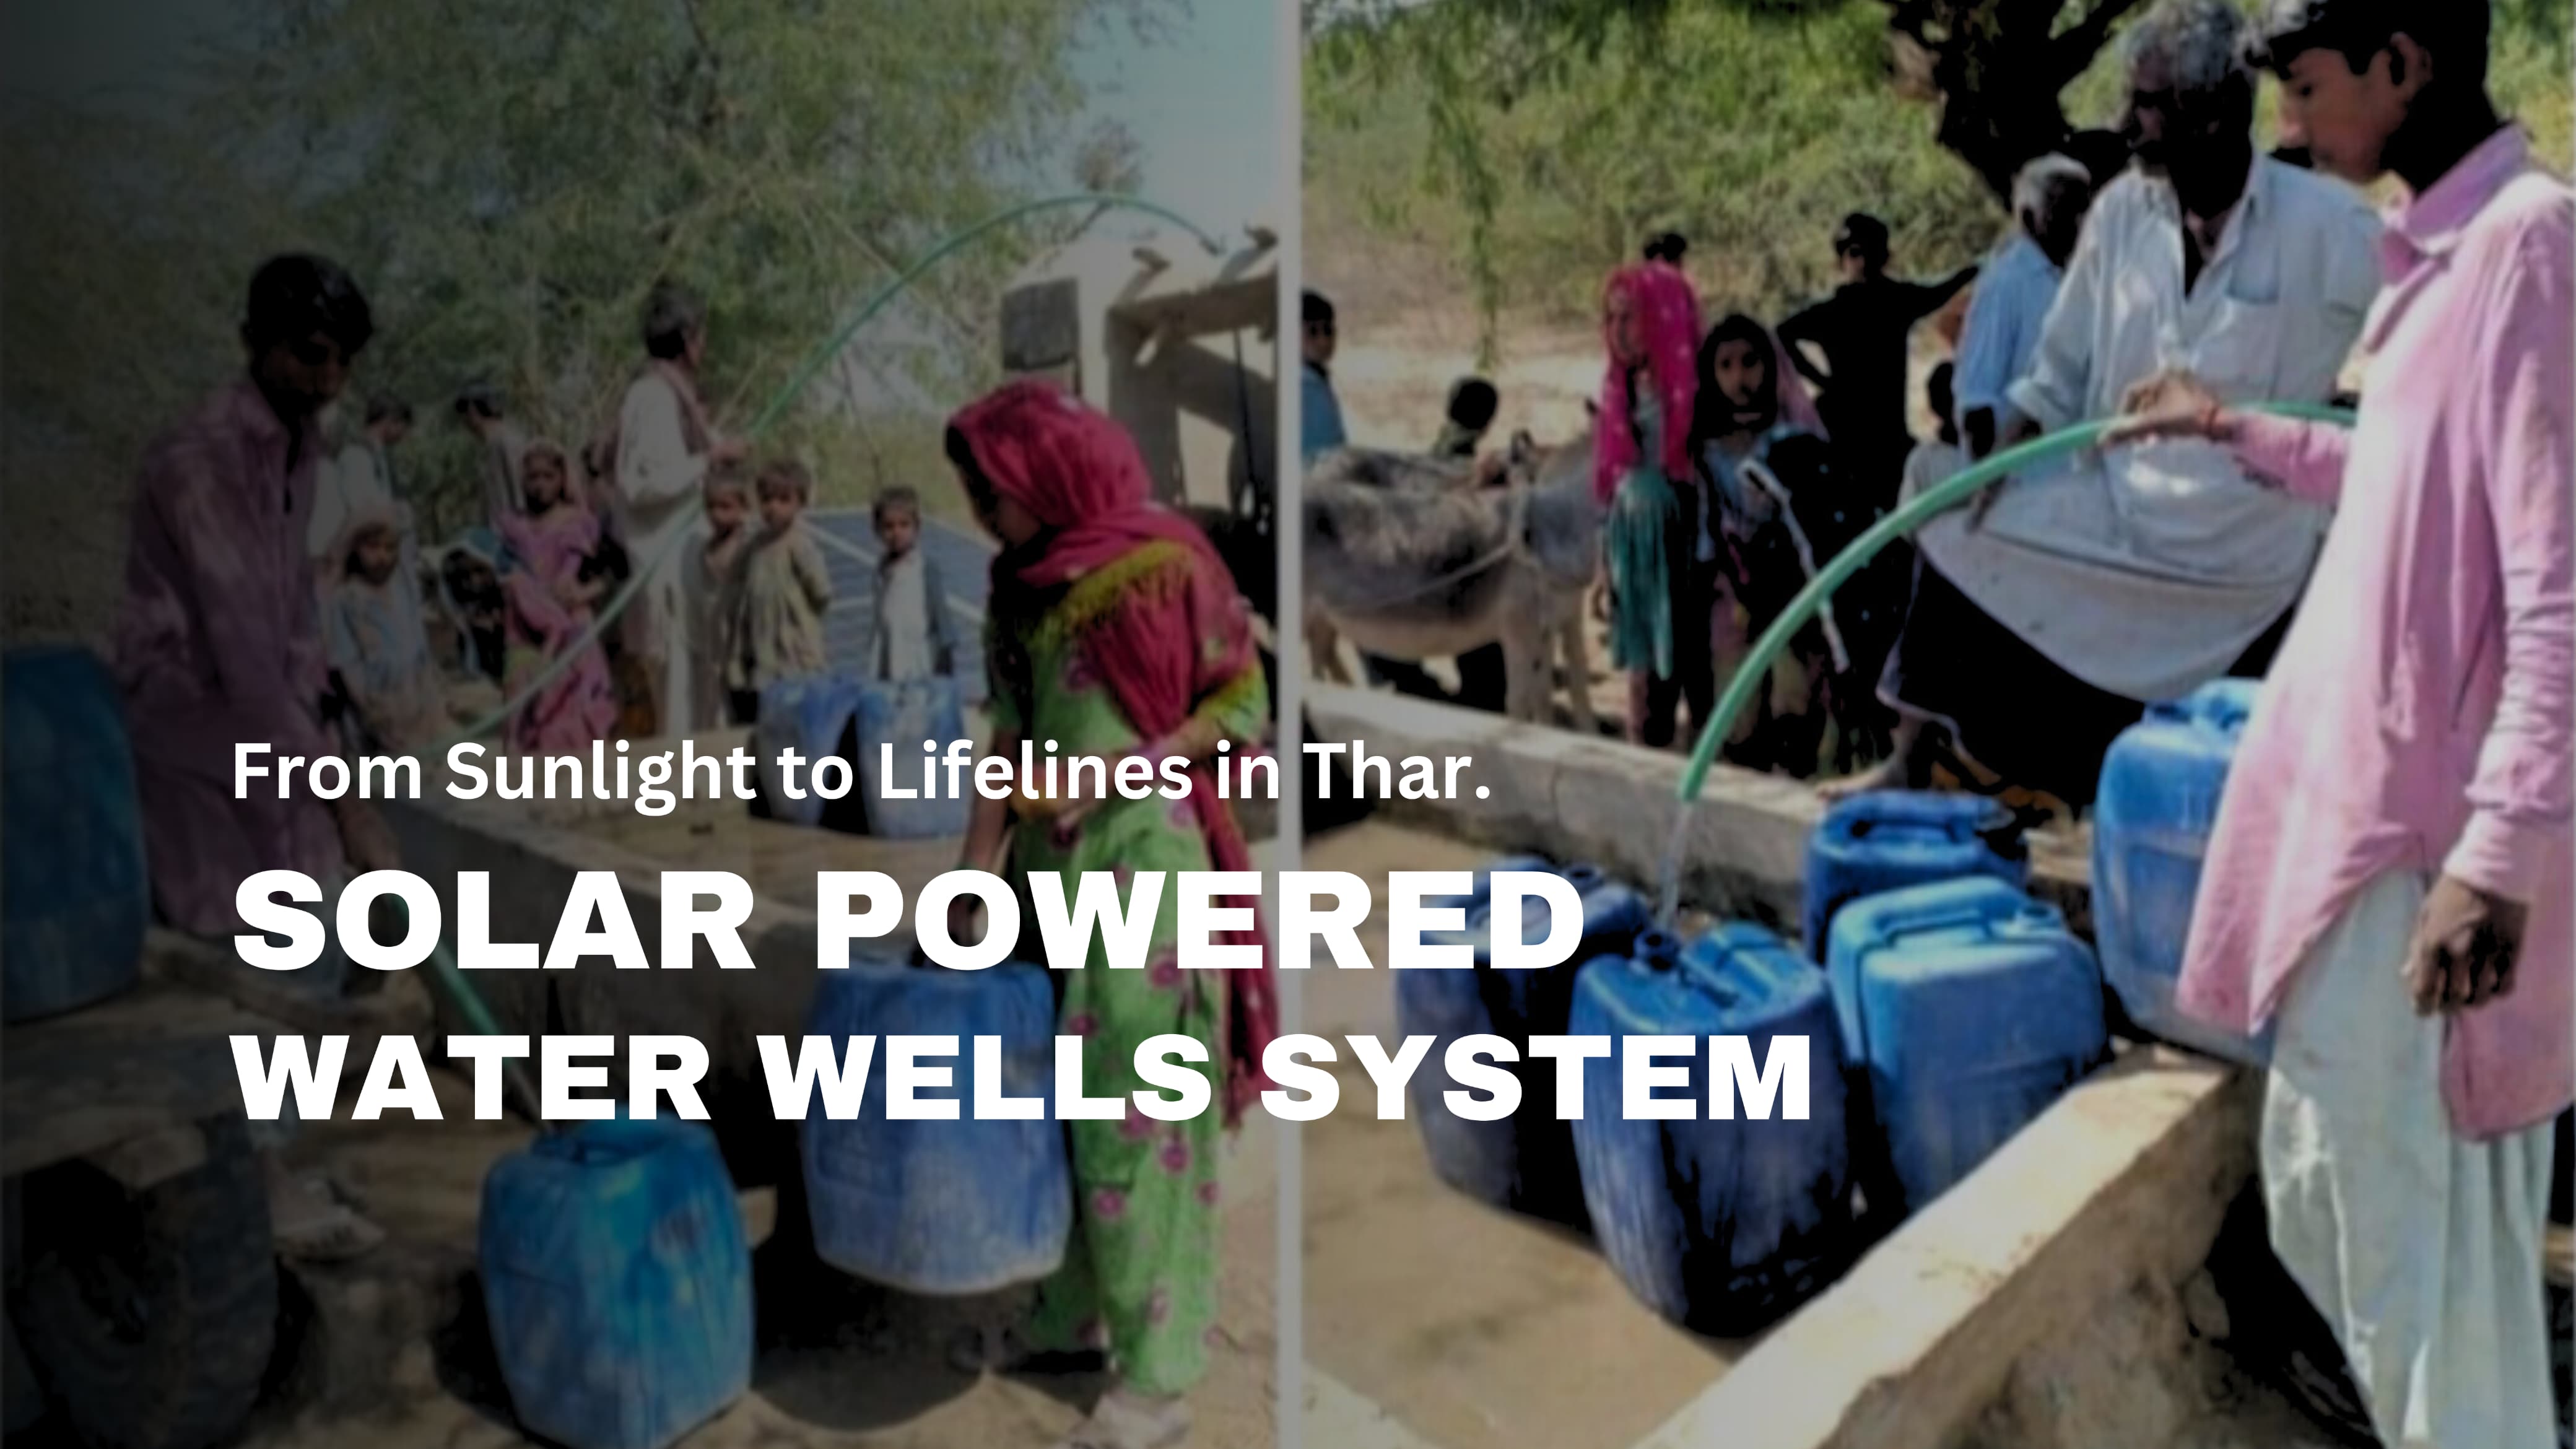 From Sunlight to Lifelines in Thar.
SOLAR POWERED
WATER WELLS SYSTEM